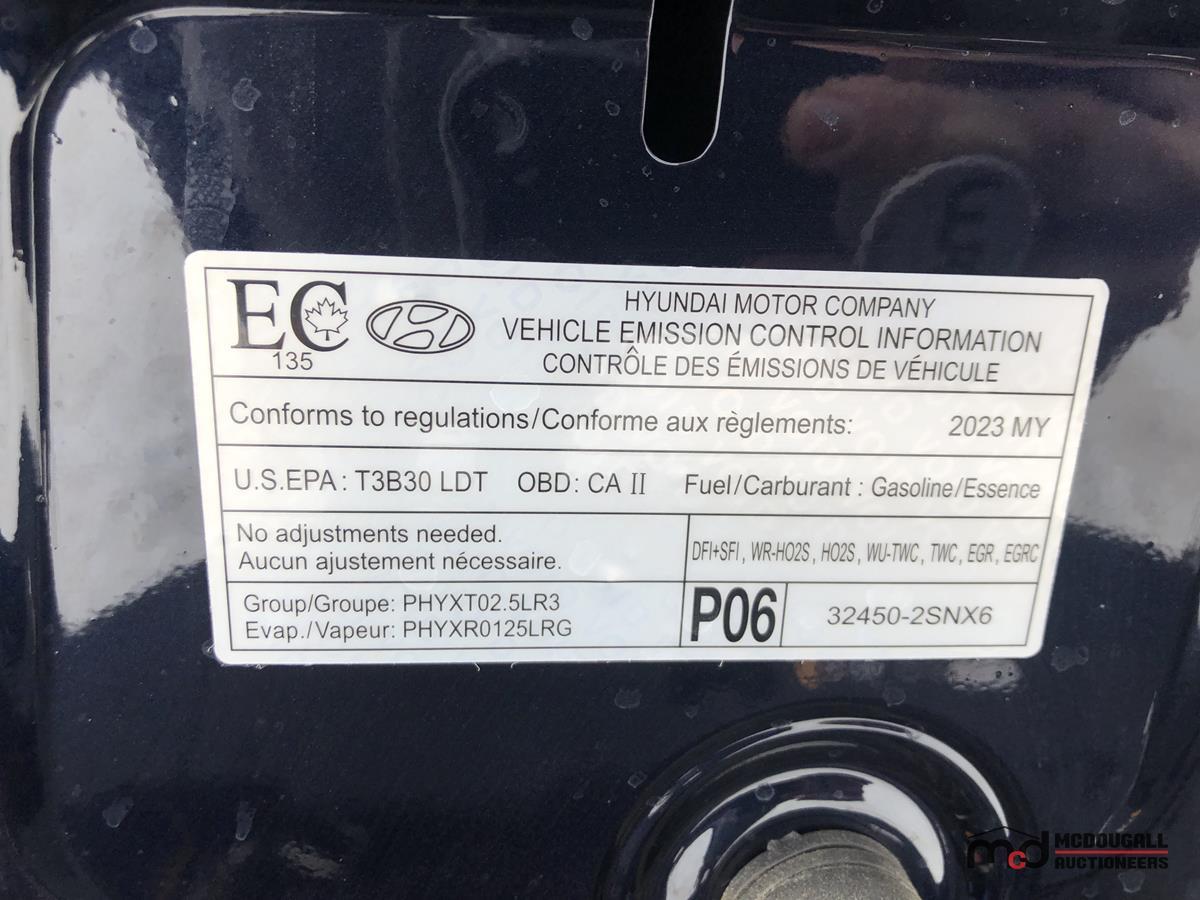 EC
135
HYUNDAI MOTOR COMPANY
VEHICLE EMISSION CONTROL INFORMATION
CONTRÔLE DES ÉMISSIONS DE VÉHICULE
Conforms to regulations/Conforme aux règlements: 2023 MY
U.S.EPA : T3B30 LDT OBD: CA II Fuel/Carburant : Gasoline/Essence
No adjustments needed.
Aucun ajustement nécessaire.
DFI+SFI, WR-HO2S, HO2S, WU-TWC, TWC, EGR, EGRC
Group/Groupe: PHYXT02.5LR3
Evap./Vapeur: PHYXR0125LRG
P06
32450-2SNX6
mcd MCDOUGALL
AUCTIONEERS